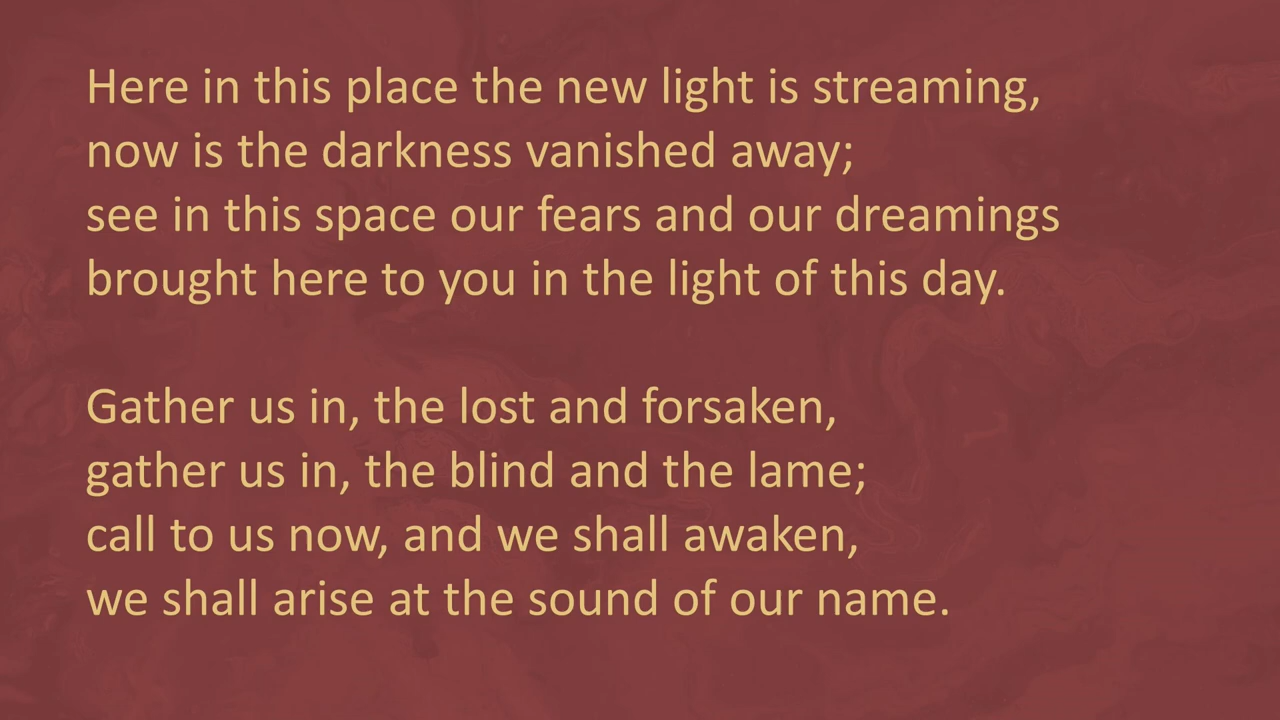 Here in this place the new light is streaming,
now is the darkness vanished away;
see in this space our fears and our dreamings
brought here to you in the light of this day.
Gather us in, the lost and forsaken,
gather us in, the blind and the lame;
call to us now, and we shall awaken,
we shall arise at the sound of our name.